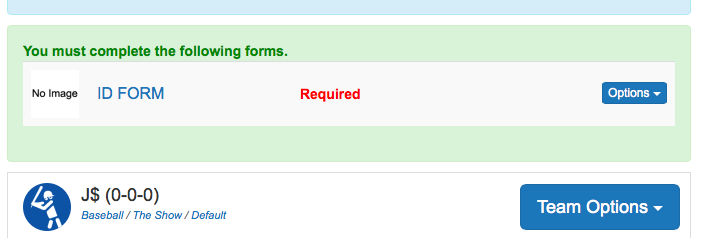 You must complete the following forms.
No Image ID FORM Required Options
J$ (0-0-0)
Baseball / The Show / Default
Team Options